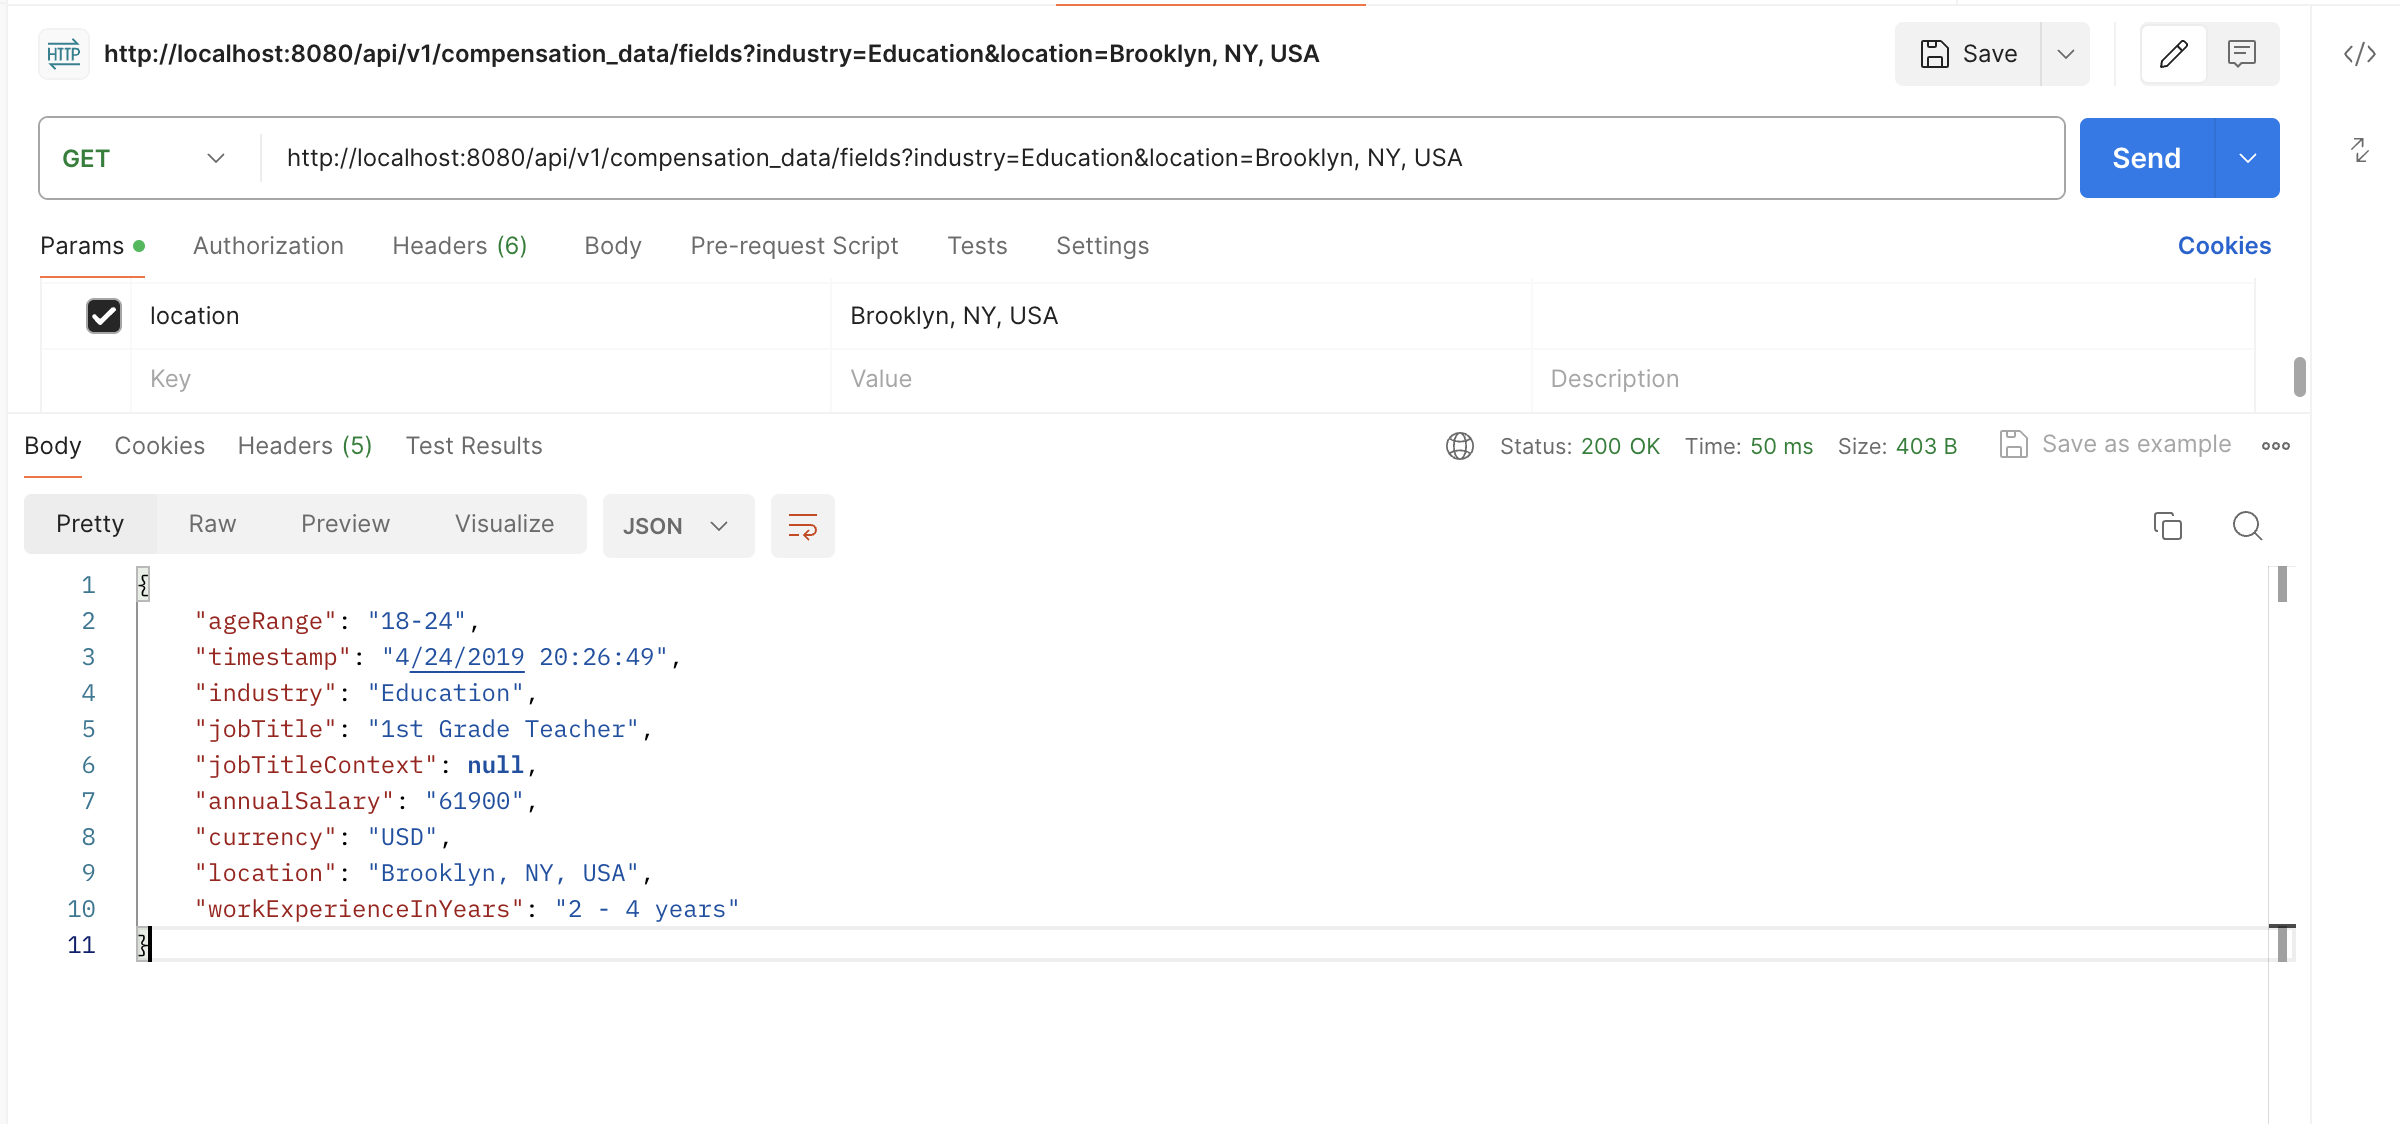 HTTP http://localhost:8080/api/v1/compensation_data/fields?industry=Education&location=Brooklyn, NY, USA Save
GET http://localhost:8080/api/v1/compensation_data/fields?industry=Education&location=Brooklyn, NY, USA Send
Params Authorization Headers (6) Body Pre-request Script Tests Settings Cookies
location Brooklyn, NY, USA
Key Value Description
Body Cookies Headers (5) Test Results Status: 200 OK Time: 50 ms Size: 403 B Save as example
Pretty Raw Preview Visualize JSON
1 {
2 "ageRange": "18-24",
3 "timestamp": "4/24/2019 20:26:49",
4 "industry": "Education",
5 "jobTitle": "1st Grade Teacher",
6 "jobTitleContext": null,
7 "annualSalary": "61900",
8 "currency": "USD",
9 "location": "Brooklyn, NY, USA",
10 "workExperienceInYears": "2 - 4 years"
11 }